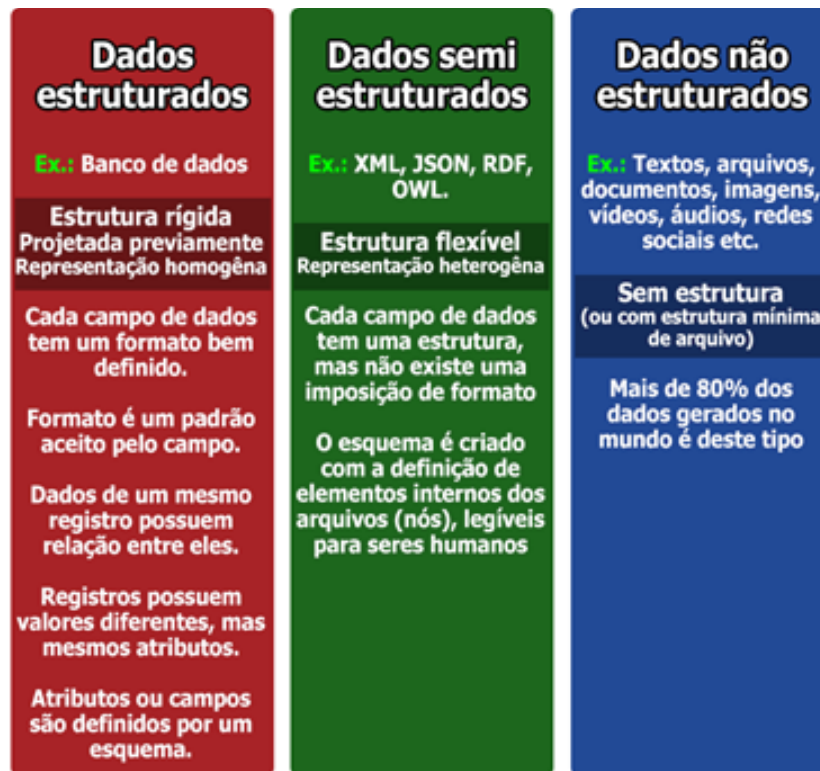 Dados
estruturados
Ex.: Banco de dados
Estrutura rígida
Projetada previamente
Representação homogêna
Cada campo de dados
tem um formato bem
definido.
Formato é um padrão
aceito pelo campo.
Dados de um mesmo
registro possuem
relação entre eles.
Registros possuem
valores diferentes, mas
mesmos atributos.
Atributos ou campos
são definidos por um
esquema.
Dados semi
estruturados
Ex.: XML, JSON, RDF,
OWL.
Estrutura flexível
Representação heterogêna
Cada campo de dados
tem uma estrutura,
mas não existe uma
imposição de formato
O esquema é criado
com a definição de
elementos internos dos
arquivos (nós), legíveis
para seres humanos
Dados não
estruturados
Ex.: Textos, arquivos,
documentos, imagens,
vídeos, áudios, redes
sociais etc.
Sem estrutura
(ou com estrutura mínima
de arquivo)
Mais de 80% dos
dados gerados no
mundo é deste tipo